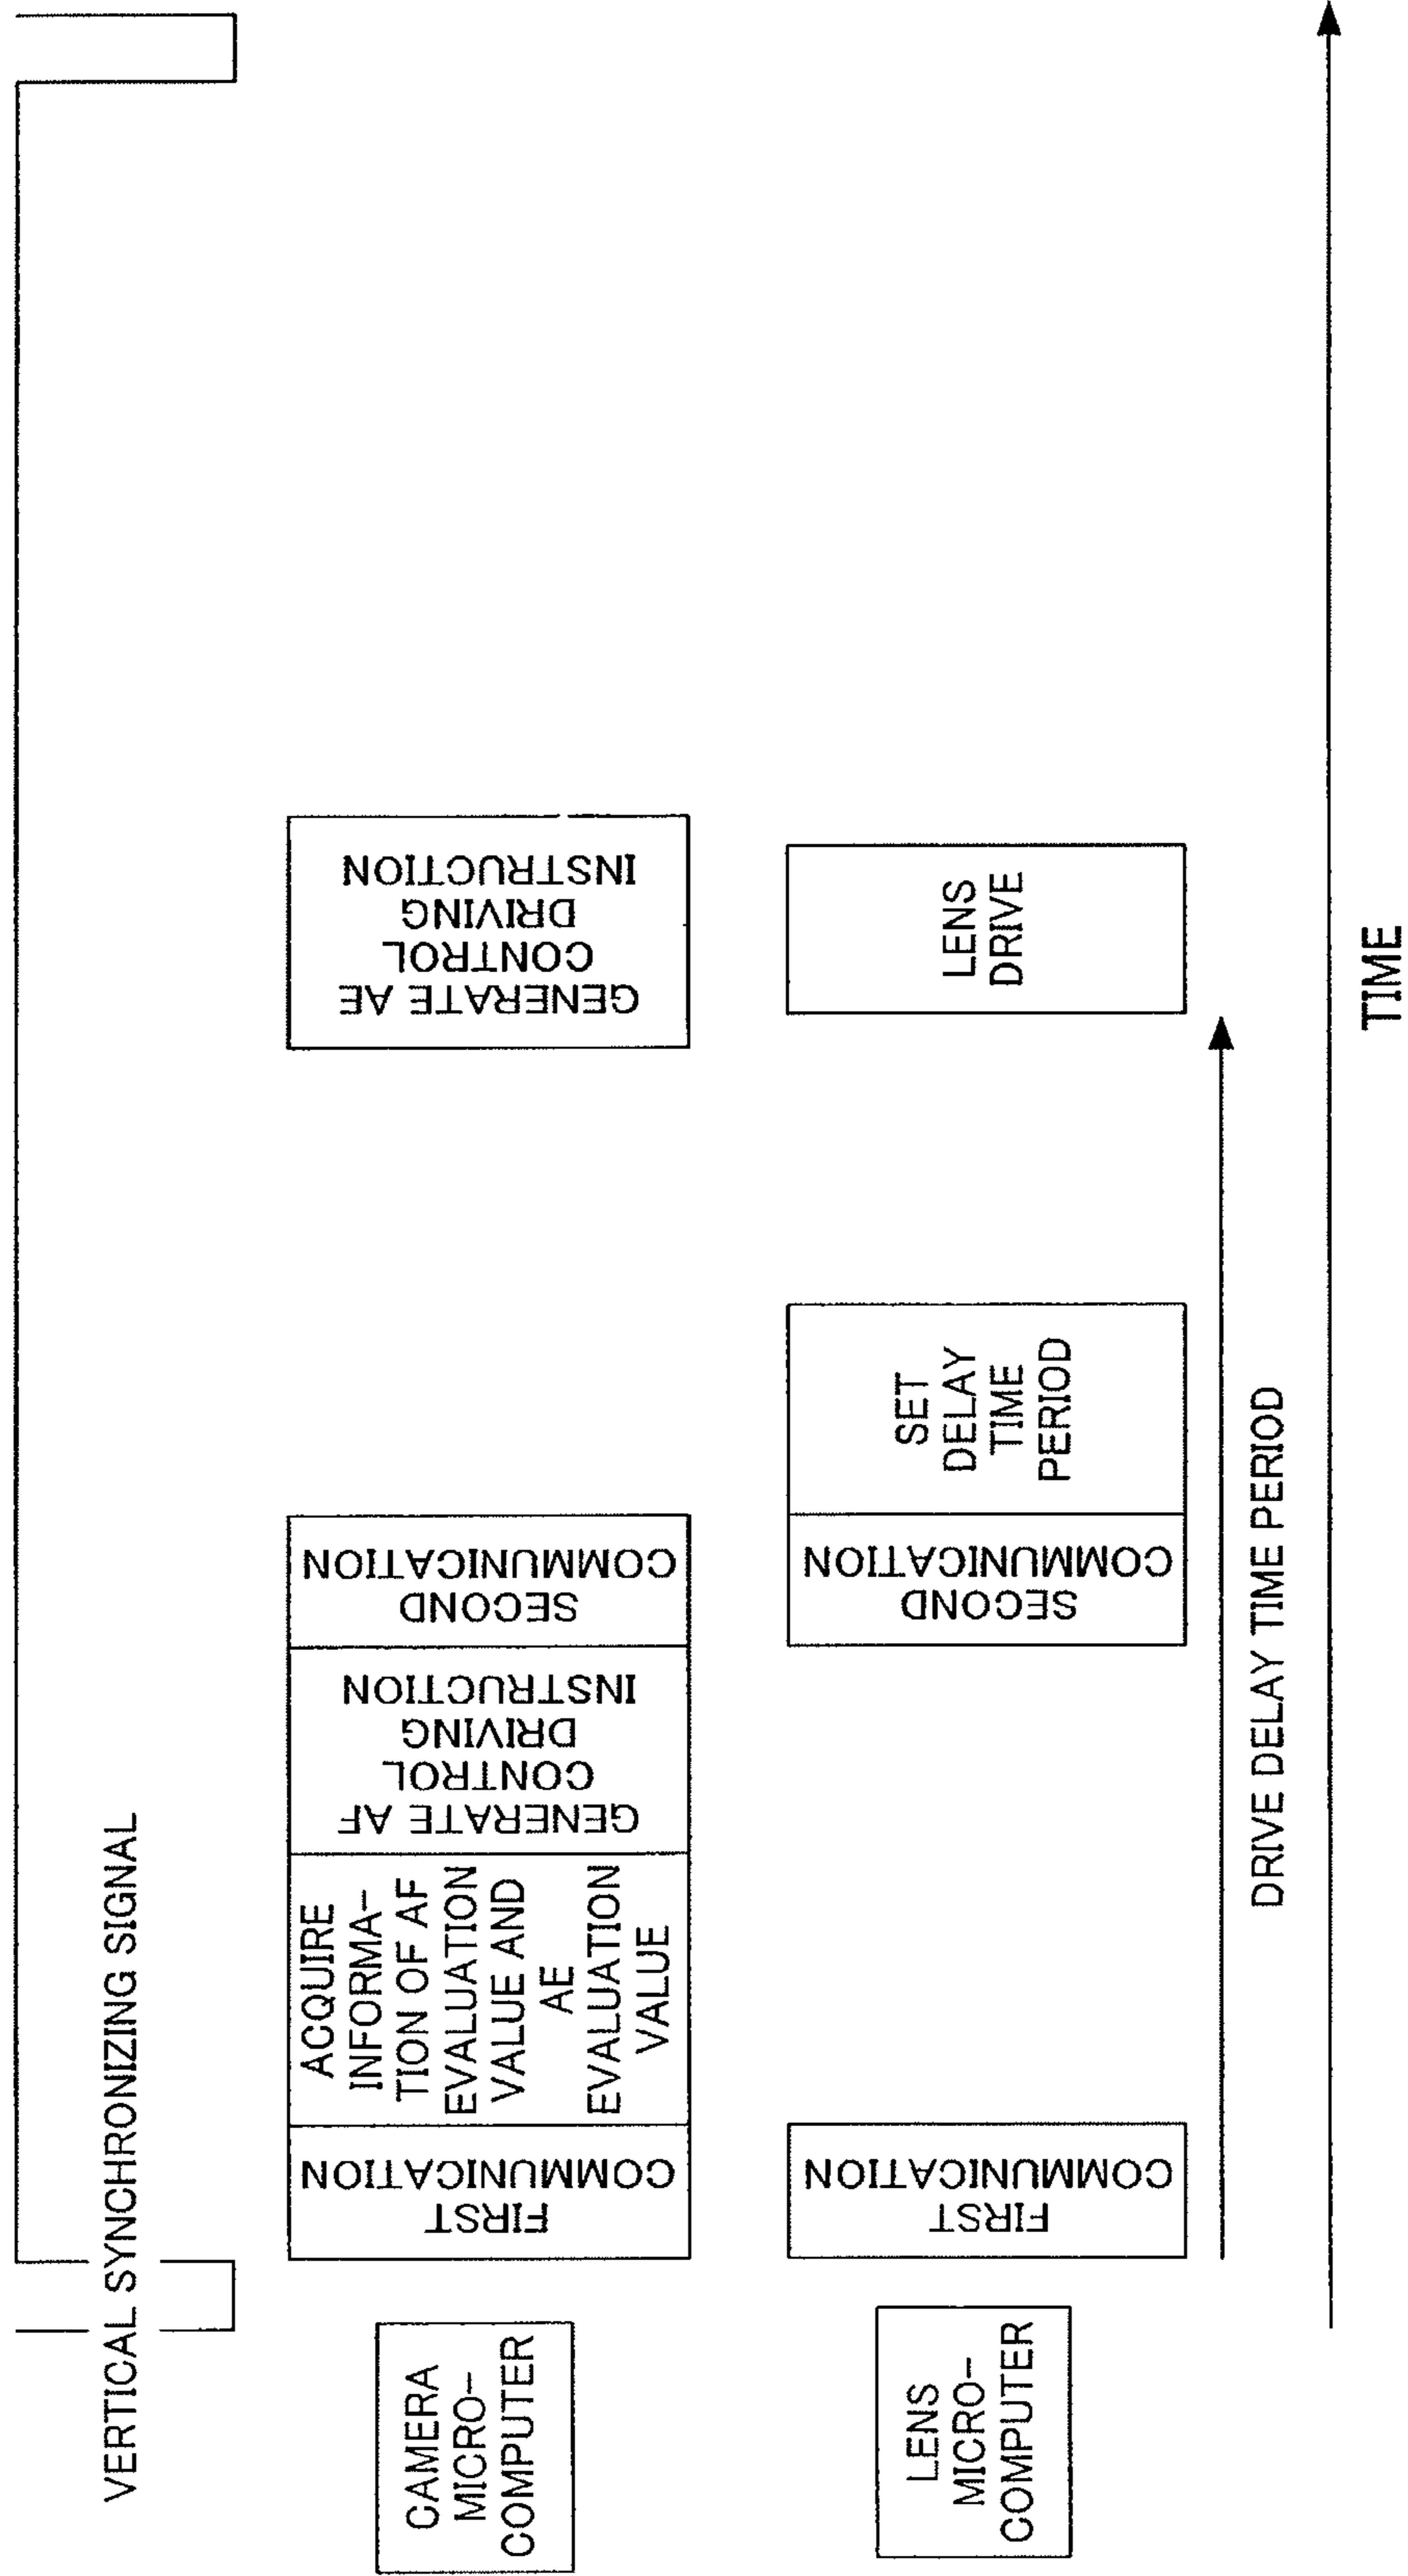 VERTICAL SYNCHRONIZING SIGNAL
CAMERA
MICRO-
COMPUTER
FIRST
COMMUNICATION
ACQUIRE
INFORMA-
TION OF AF
EVALUATION
VALUE AND
AE
EVALUATION
VALUE
GENERATE AF
CONTROL
DRIVING
INSTRUCTION
SECOND
COMMUNICATION
GENERATE AE
CONTROL
DRIVING
INSTRUCTION
LENS
MICRO-
COMPUTER
FIRST
COMMUNICATION
SECOND
COMMUNICATION
SET
DELAY
TIME
PERIOD
LENS
DRIVE
DRIVE DELAY TIME PERIOD
TIME